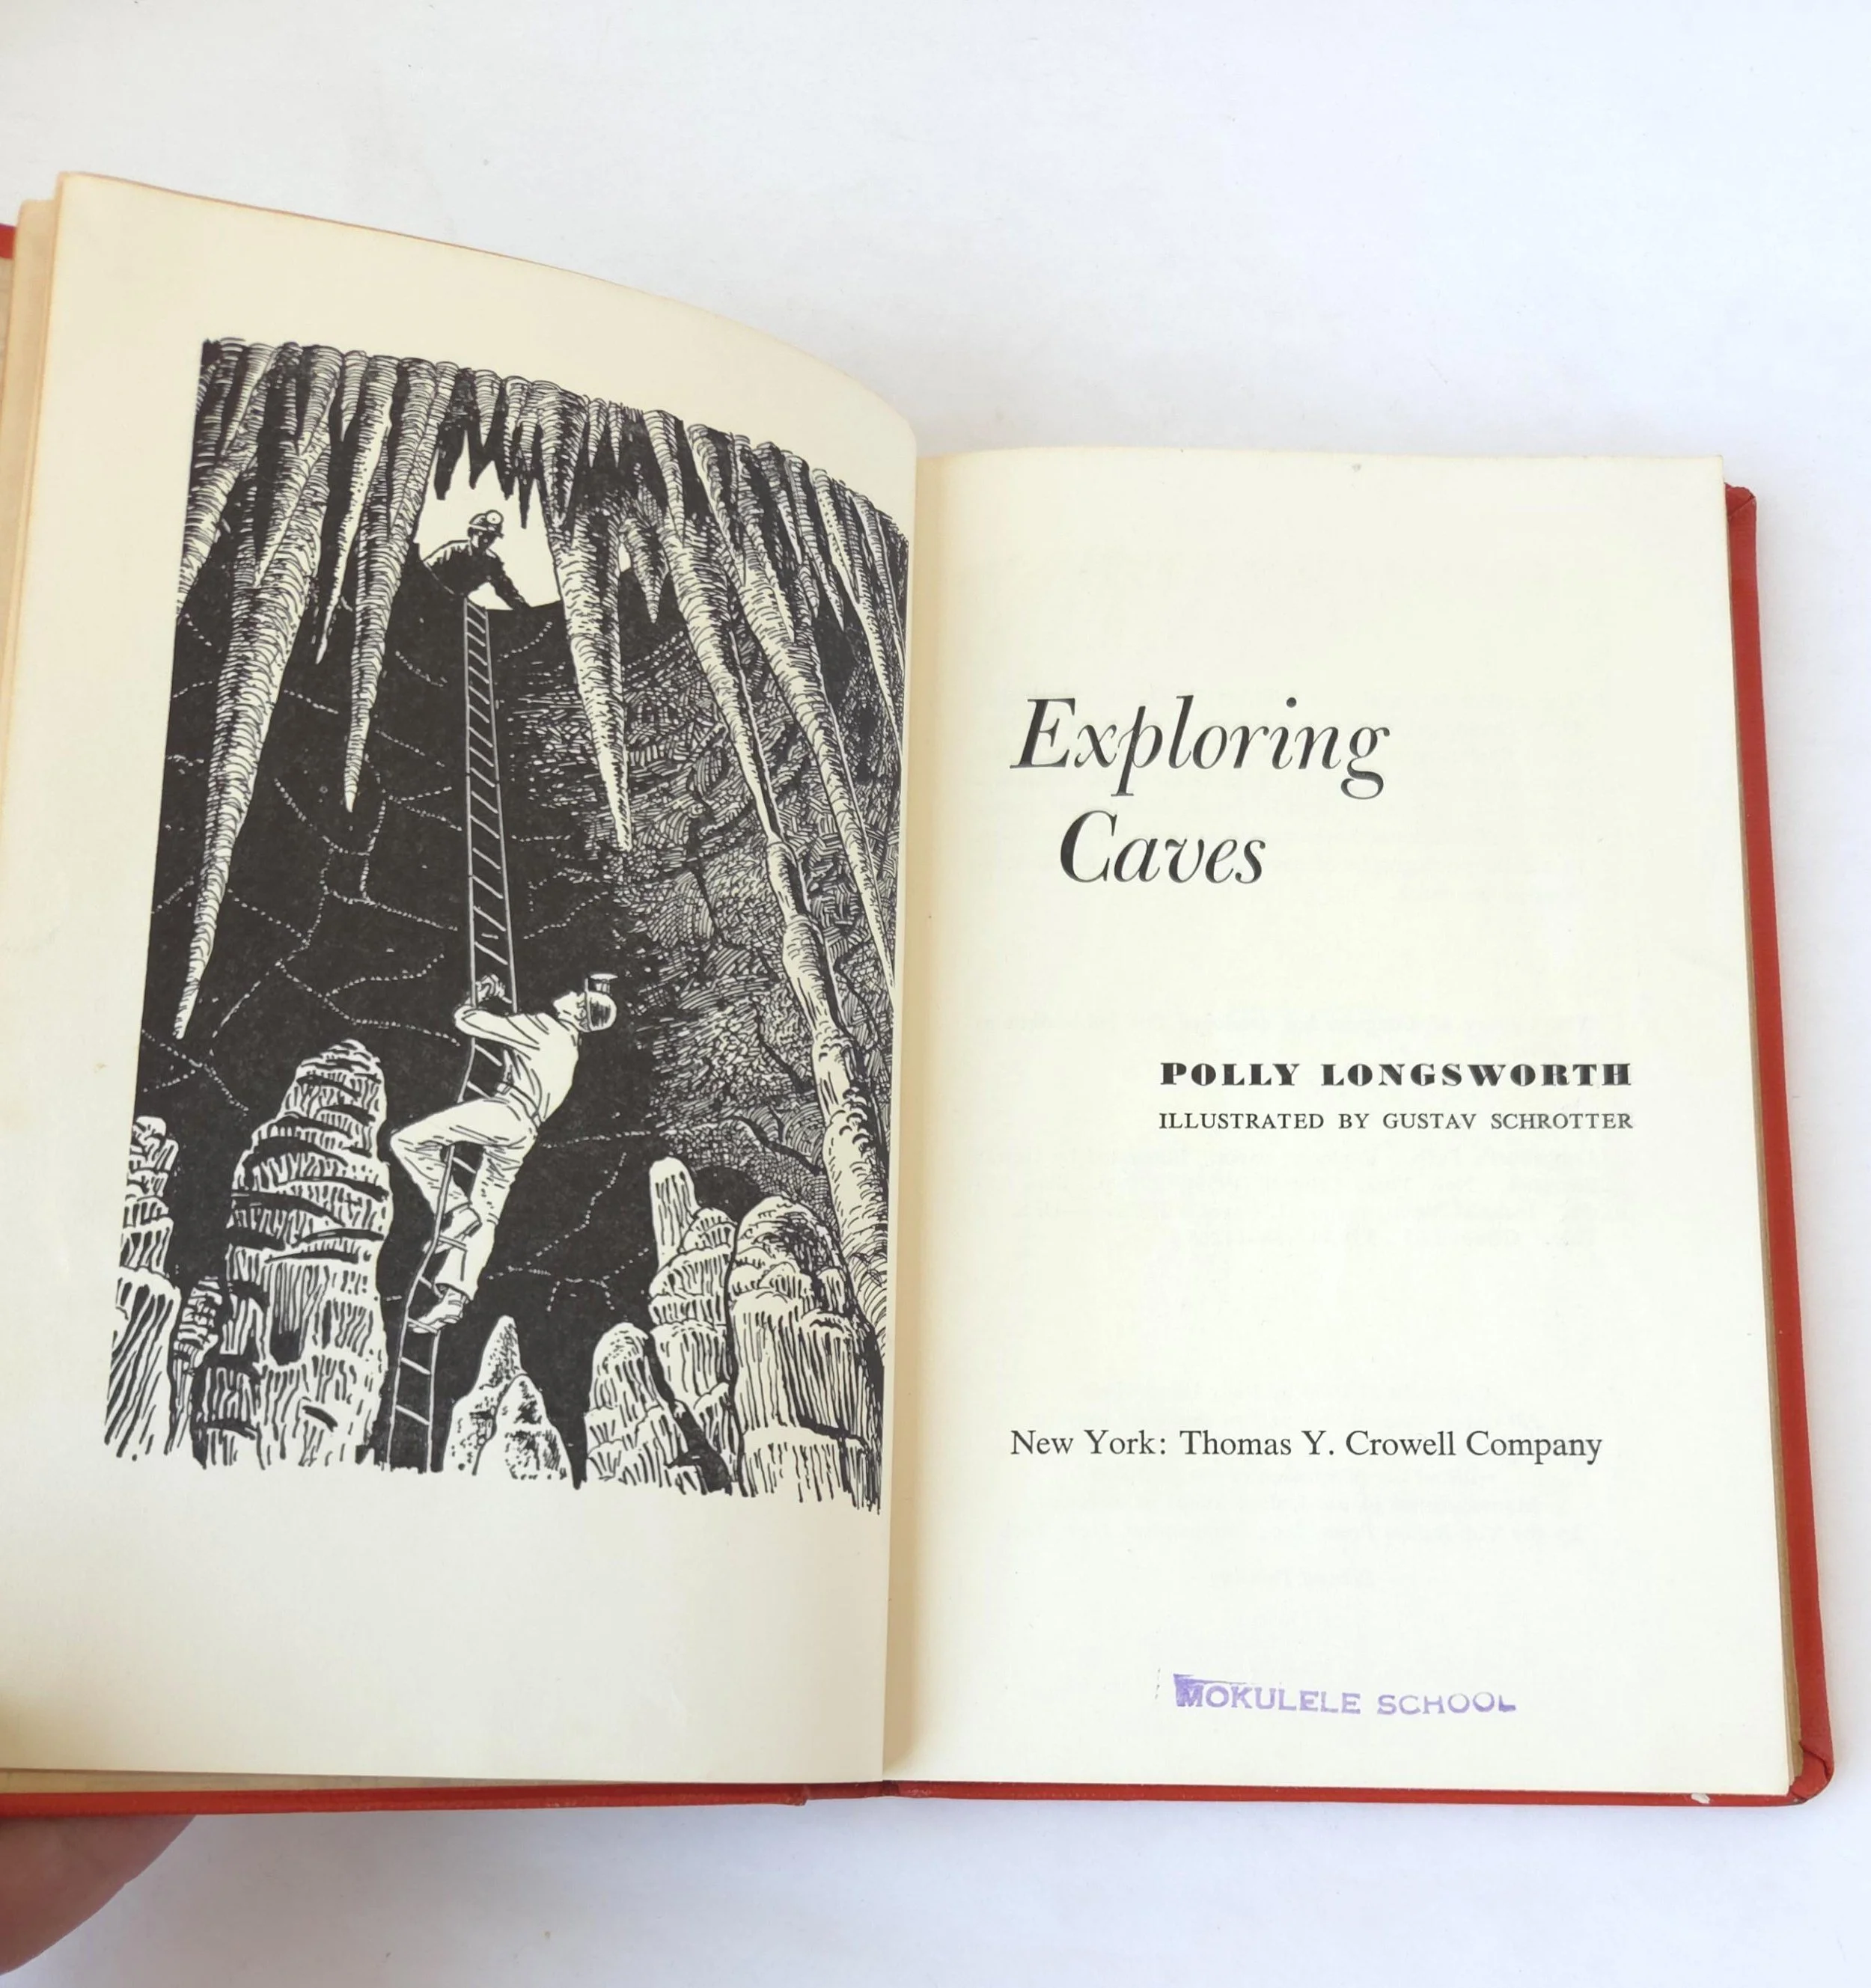 Exploring
Caves
POLLY LONGSWORTH
ILLUSTRATED BY GUSTAV SCHROTTER
New York: Thomas Y. Crowell Company
MOKULELE SCHOOL